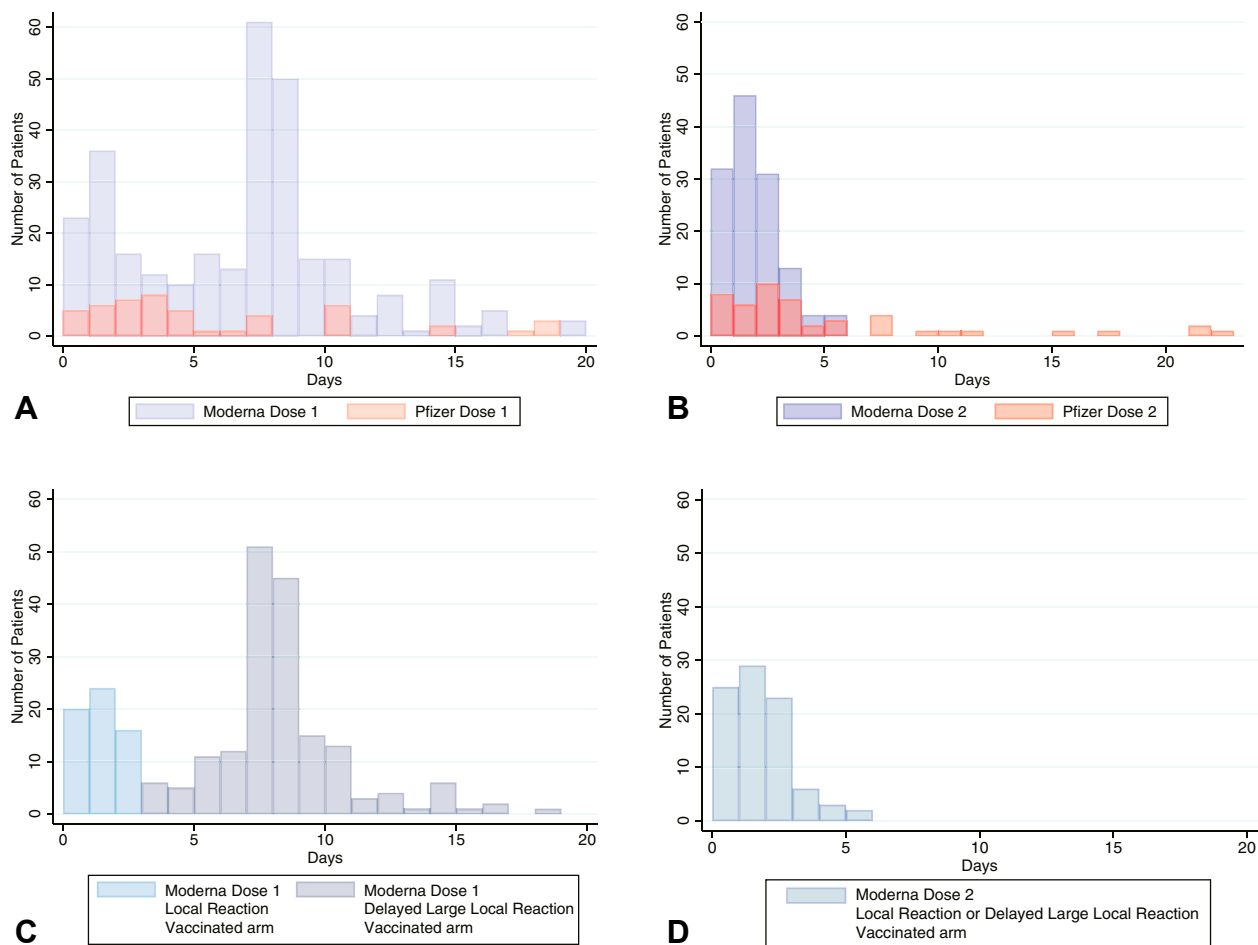 60
50
40
30
20
10
0
Number of Patients
0 5 10 15 20
Days
Moderna Dose 1 Pfizer Dose 1
A
60
50
40
30
20
10
0
Number of Patients
0 5 10 15 20
Days
Moderna Dose 2 Pfizer Dose 2
B
60
50
40
30
20
10
0
Number of Patients
0 5 10 15 20
Days
Moderna Dose 1
Local Reaction
Vaccinated arm
Moderna Dose 1
Delayed Large Local Reaction
Vaccinated arm
C
60
50
40
30
20
10
0
Number of Patients
0 5 10 15 20
Days
Moderna Dose 2
Local Reaction or Delayed Large Local Reaction
Vaccinated arm
D